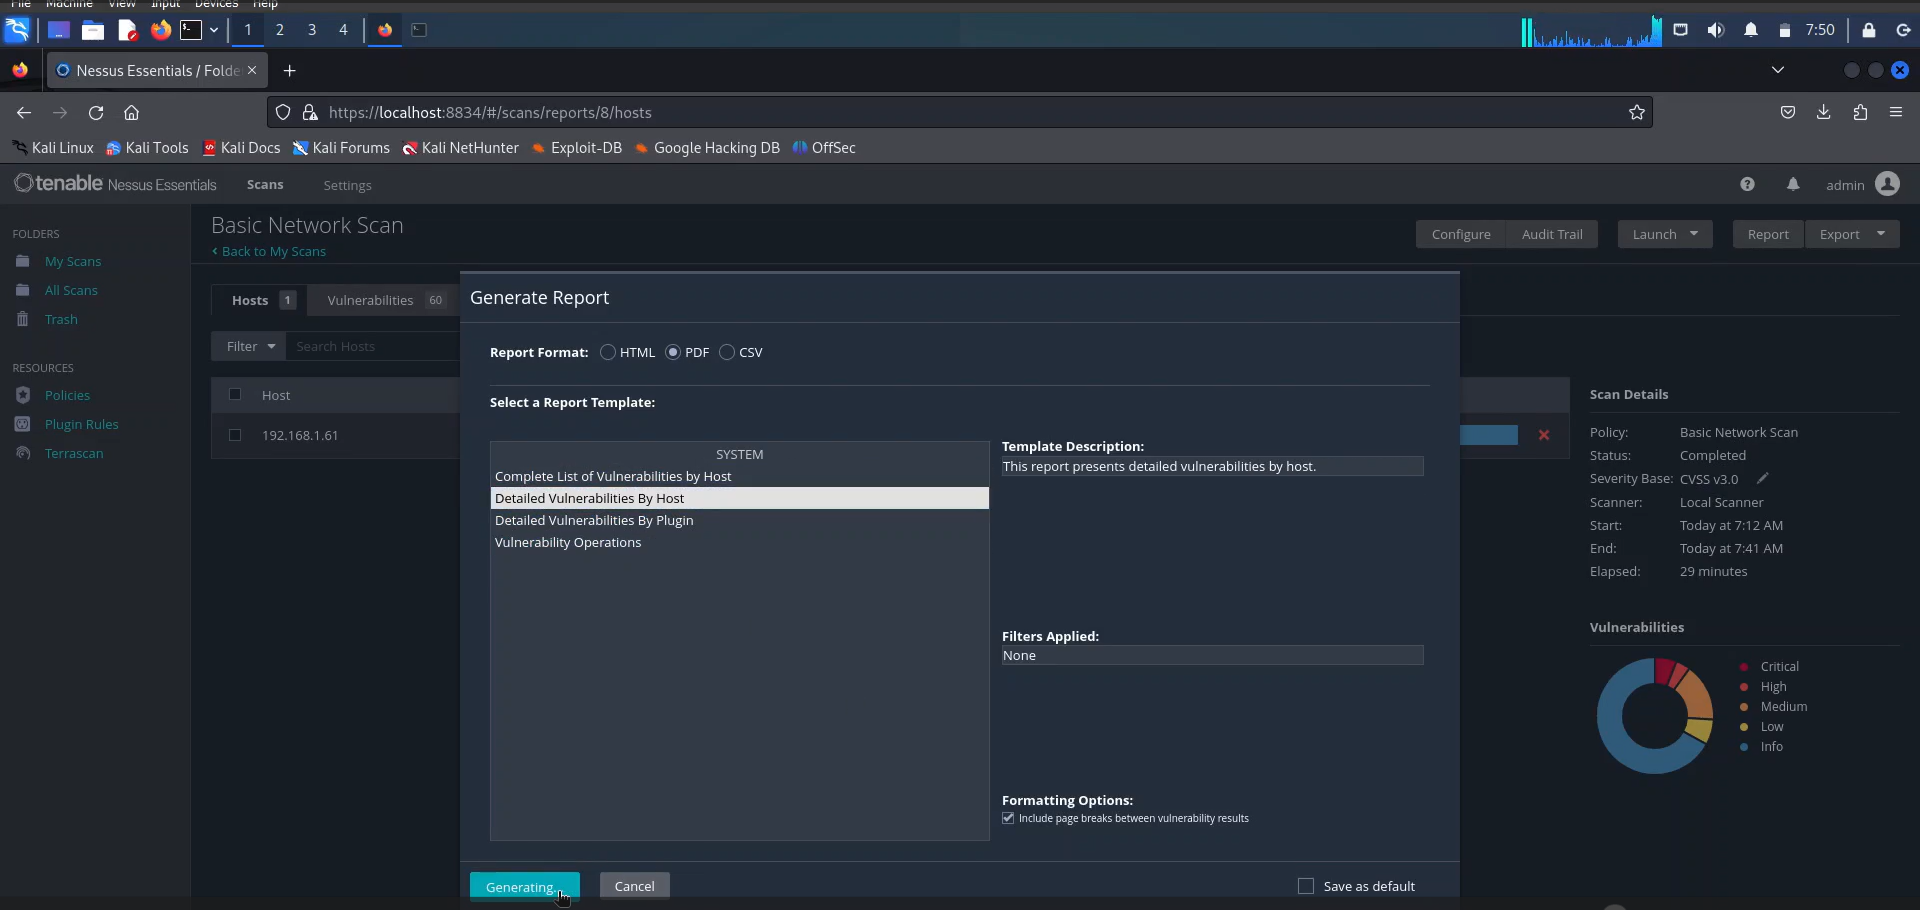 File Machine View Input Devices Help
1 2 3 4 7:50
Nessus Essentials / Folde
https://localhost:8834/#/scans/reports/8/hosts
Kali Linux Kali Tools Kali Docs Kali Forums Kali NetHunter Exploit-DB Google Hacking DB OffSec
tenable Nessus Essentials Scans Settings admin
FOLDERS
My Scans
All Scans
Trash
RESOURCES
Policies
Plugin Rules
Terrascan
Basic Network Scan
Back to My Scans
Configure Audit Trail Launch Report Export
Hosts 1 Vulnerabilities 60
Filter Search Hosts
Host
192.168.1.61
Generate Report
Report Format: HTML PDF CSV
Select a Report Template:
SYSTEM
Complete List of Vulnerabilities by Host
Detailed Vulnerabilities By Host
Detailed Vulnerabilities By Plugin
Vulnerability Operations
Template Description:
This report presents detailed vulnerabilities by host.
Filters Applied:
None
Formatting Options:
Include page breaks between vulnerability results
Generating... Cancel Save as default
Scan Details
Policy: Basic Network Scan
Status: Completed
Severity Base: CVSS v3.0
Scanner: Local Scanner
Start: Today at 7:12 AM
End: Today at 7:41 AM
Elapsed: 29 minutes
Vulnerabilities
Critical
High
Medium
Low
Info